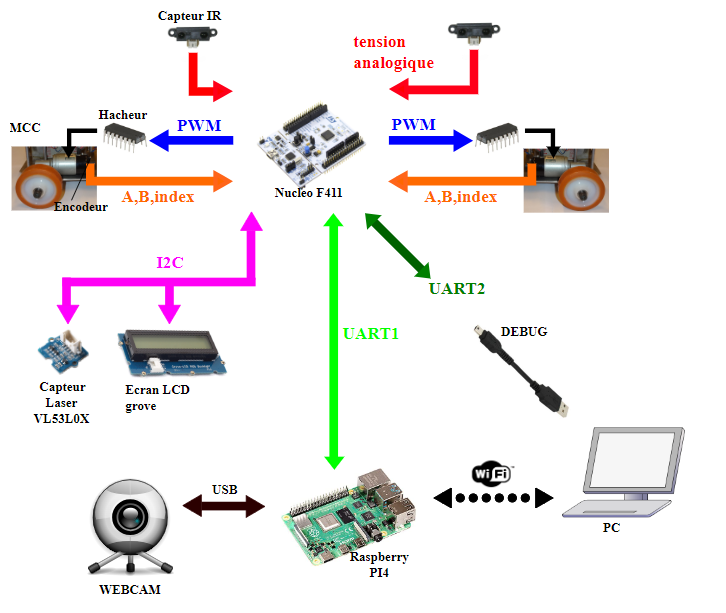 Capteur IR
tension
analogique
Hacheur
MCC
PWM
PWM
Encodeur
A,B,index
Nucleo F411
A,B,index
I2C
UART2
UART1
DEBUG
Capteur
Laser
VL53L0X
Ecran LCD
grove
WiFi
USB
PC
Raspberry
PI4
WEBCAM